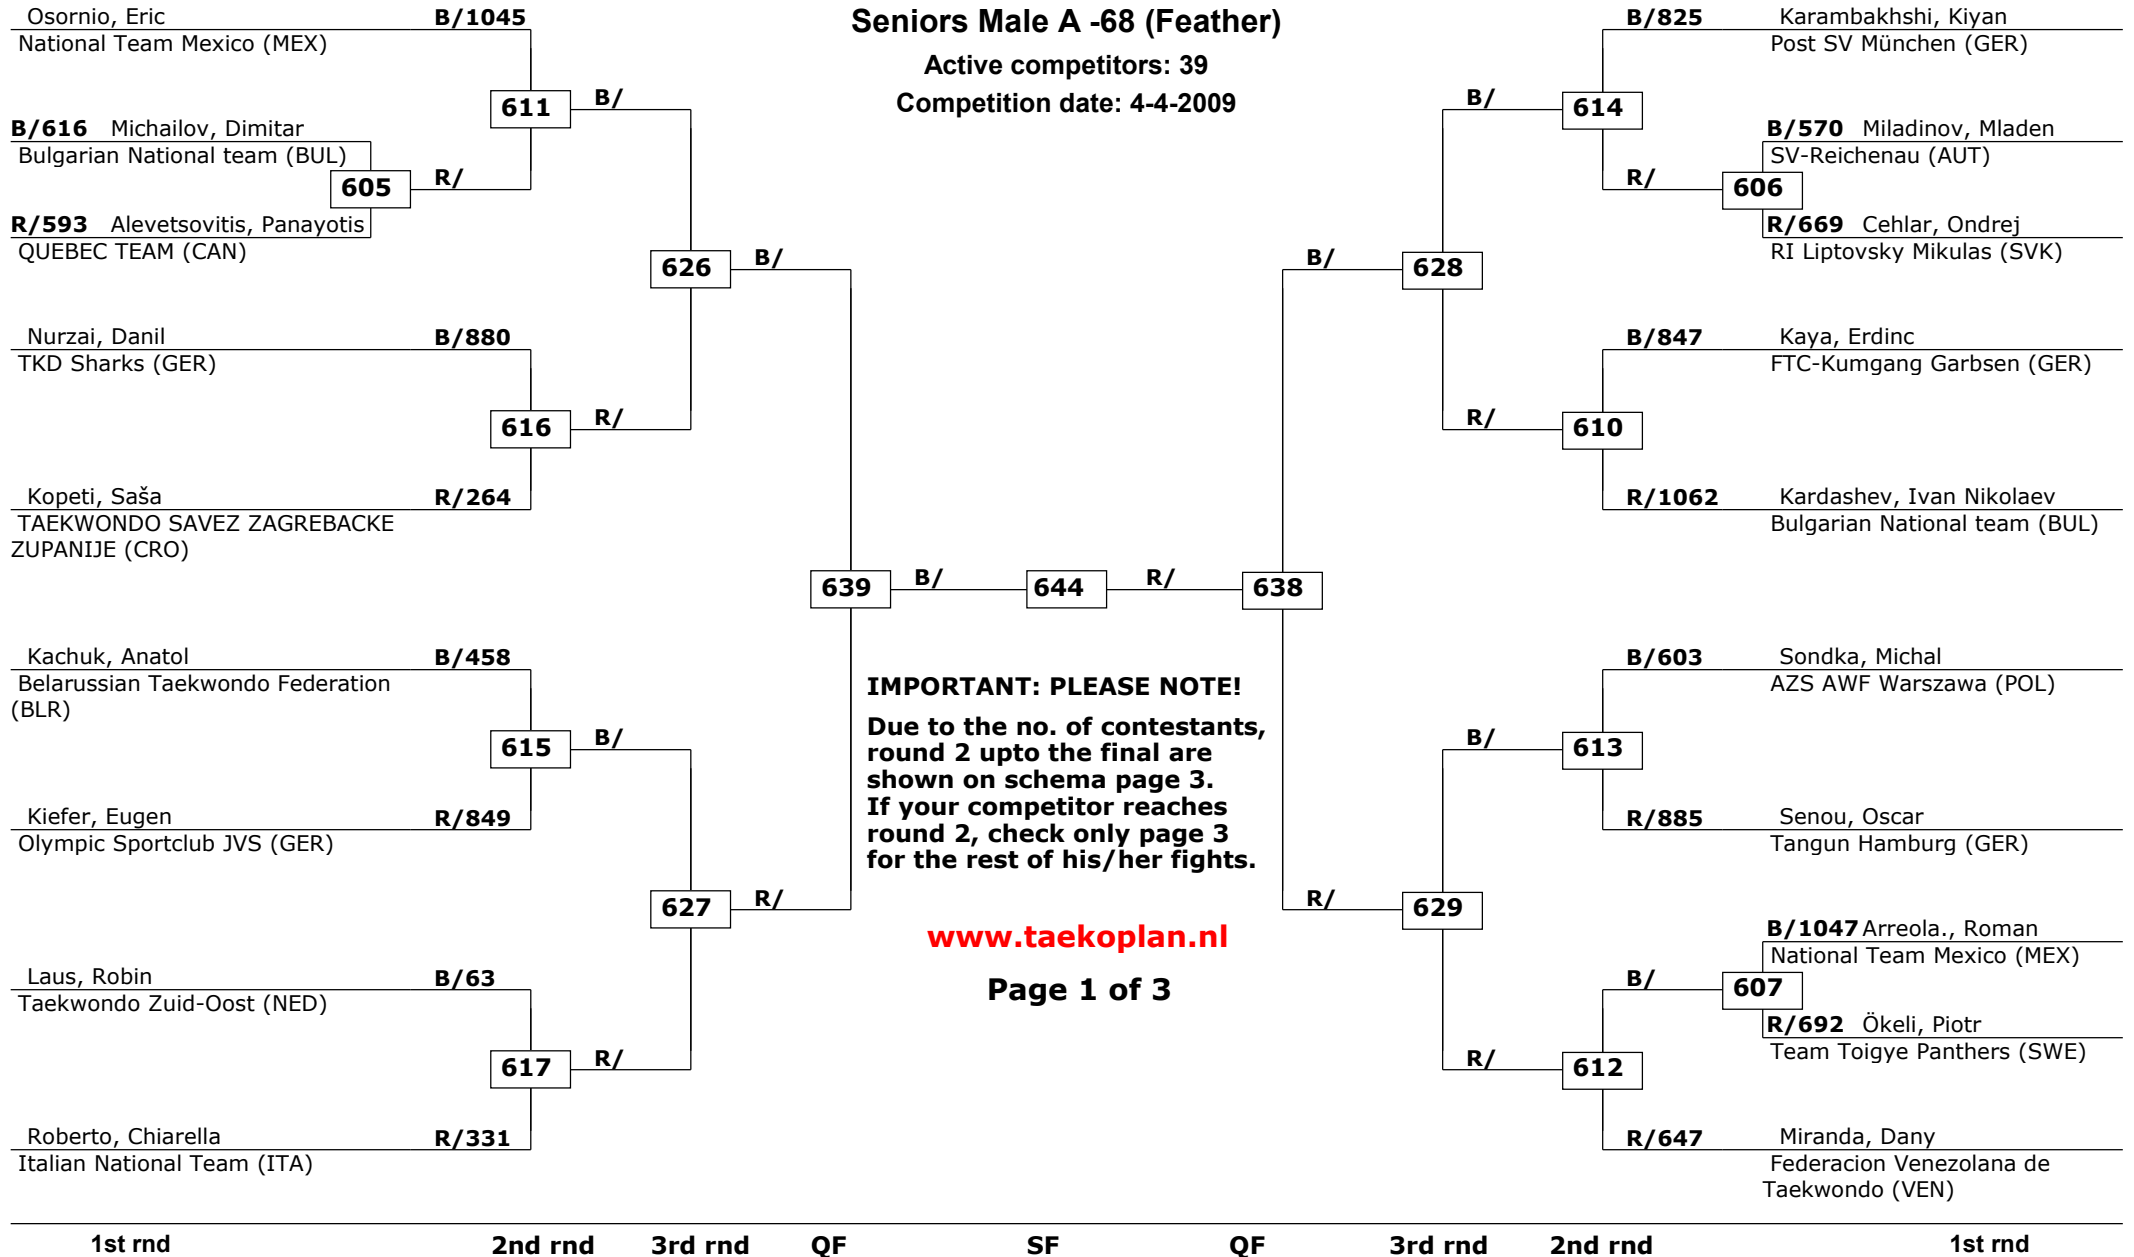 Seniors Male A -68 (Feather)
Active competitors: 39
Competition date: 4-4-2009
Osornio, Eric B/1045
National Team Mexico (MEX)
611 B/
B/616 Michailov, Dimitar
Bulgarian National team (BUL)
605 R/
R/593 Alevetsovitis, Panayotis
QUEBEC TEAM (CAN)
626 B/
Nurzai, Danil B/880
TKD Sharks (GER)
616 R/
Kopeti, Saša R/264
TAEKWONDO SAVEZ ZAGREBACKE
ZUPANIJE (CRO)
639 B/ 644 R/ 638
Kachuk, Anatol B/458
Belarussian Taekwondo Federation
(BLR)
615 B/
Kiefer, Eugen R/849
Olympic Sportclub JVS (GER)
627 R/
Laus, Robin B/63
Taekwondo Zuid-Oost (NED)
617 R/
Roberto, Chiarella R/331
Italian National Team (ITA)
IMPORTANT: PLEASE NOTE!
Due to the no. of contestants,
round 2 upto the final are
shown on schema page 3.
If your competitor reaches
round 2, check only page 3
for the rest of his/her fights.
www.taekoplan.nl
Page 1 of 3
B/825 Karambakhshi, Kiyan
Post SV München (GER)
B/ 614
B/570 Miladinov, Mladen
SV-Reichenau (AUT)
R/ 606
R/669 Cehlar, Ondrej
RI Liptovsky Mikulas (SVK)
B/ 628
B/847 Kaya, Erdinc
FTC-Kumgang Garbsen (GER)
R/ 610
R/1062 Kardashev, Ivan Nikolaev
Bulgarian National team (BUL)
B/603 Sondka, Michal
AZS AWF Warszawa (POL)
B/ 613
R/885 Senou, Oscar
Tangun Hamburg (GER)
R/ 629
B/1047 Arreola., Roman
National Team Mexico (MEX)
B/ 607
R/692 Ökeli, Piotr
Team Toigye Panthers (SWE)
R/ 612
R/647 Miranda, Dany
Federacion Venezolana de
Taekwondo (VEN)
1st rnd 2nd rnd 3rd rnd QF SF QF 3rd rnd 2nd rnd 1st rnd